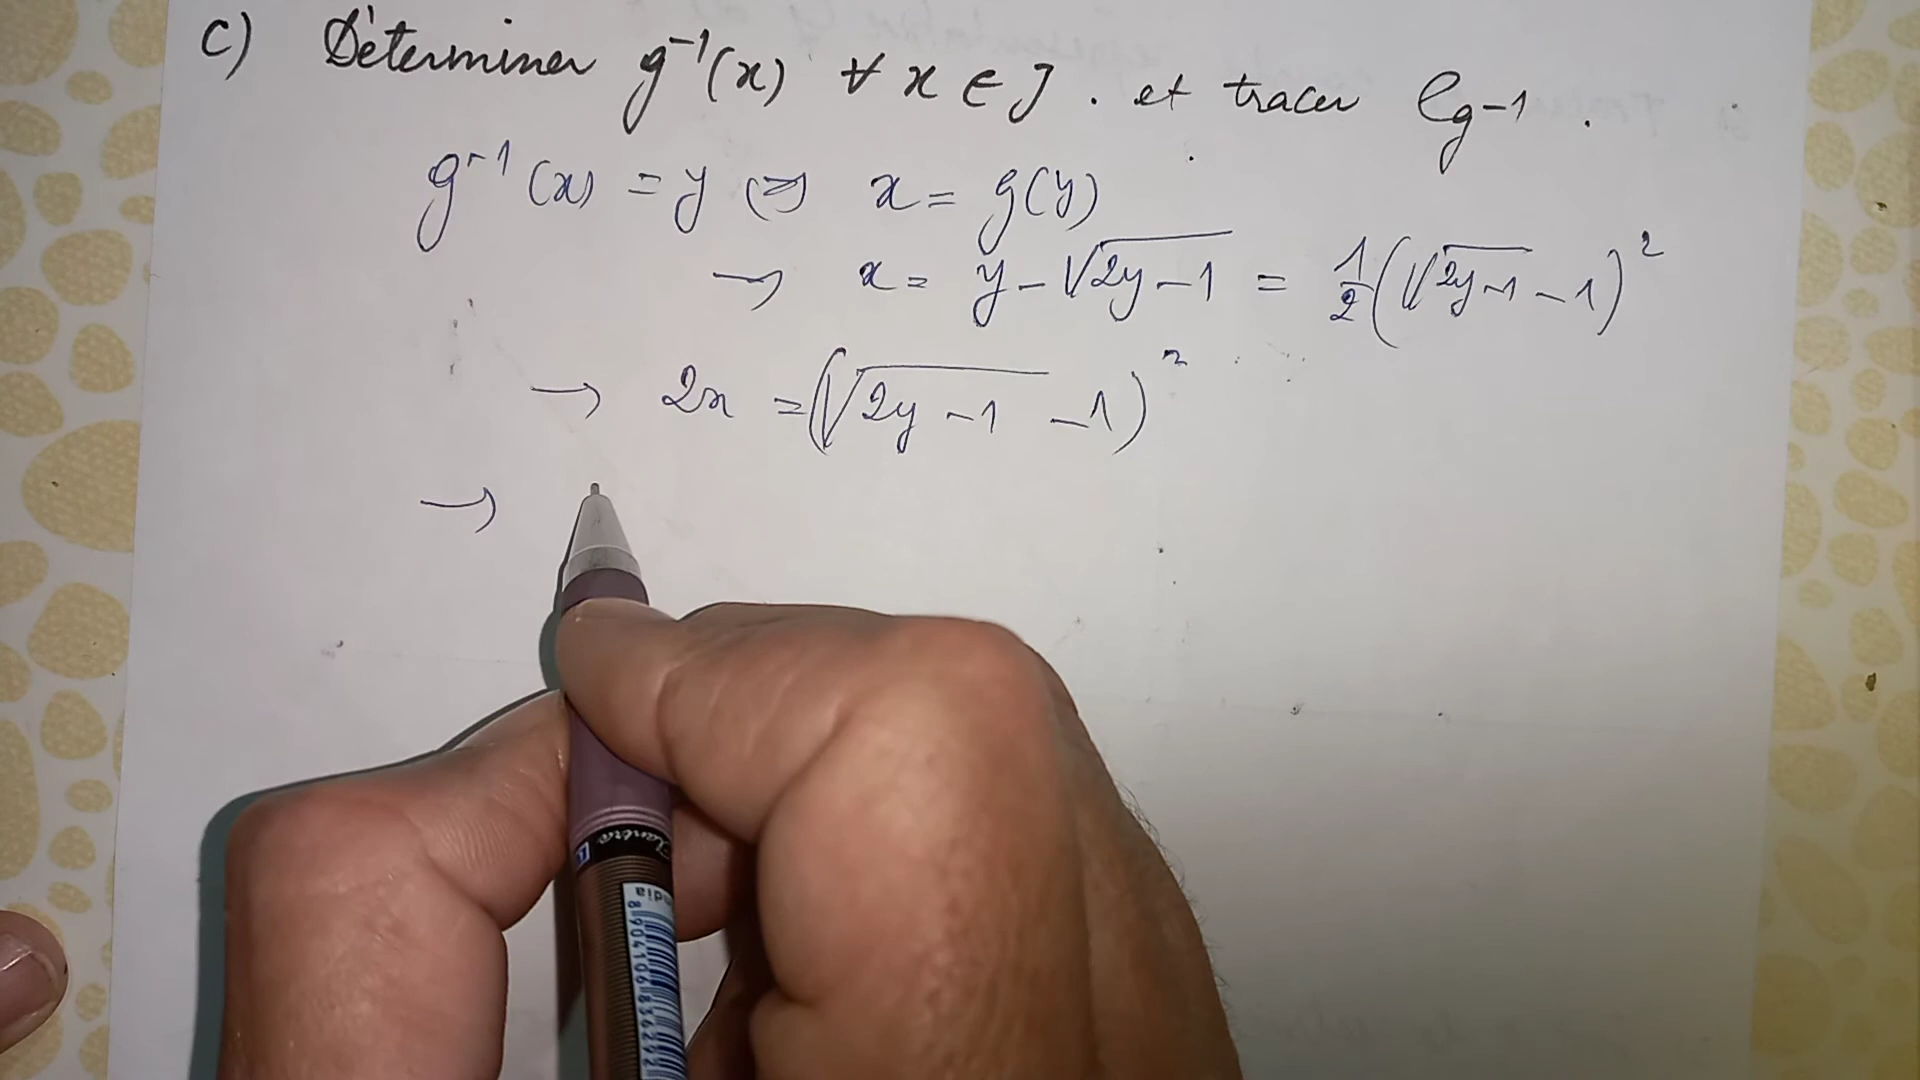 c) Déterminer g⁻¹(x) ∀ x ∈ J . et tracer 𝒞g-1 .
g⁻¹(x) = y ⇔ x = g(y)
→ x = y - √(2y-1) = 1/2 (√(2y-1) - 1)²
→ 2x = (√(2y-1) - 1)²
→